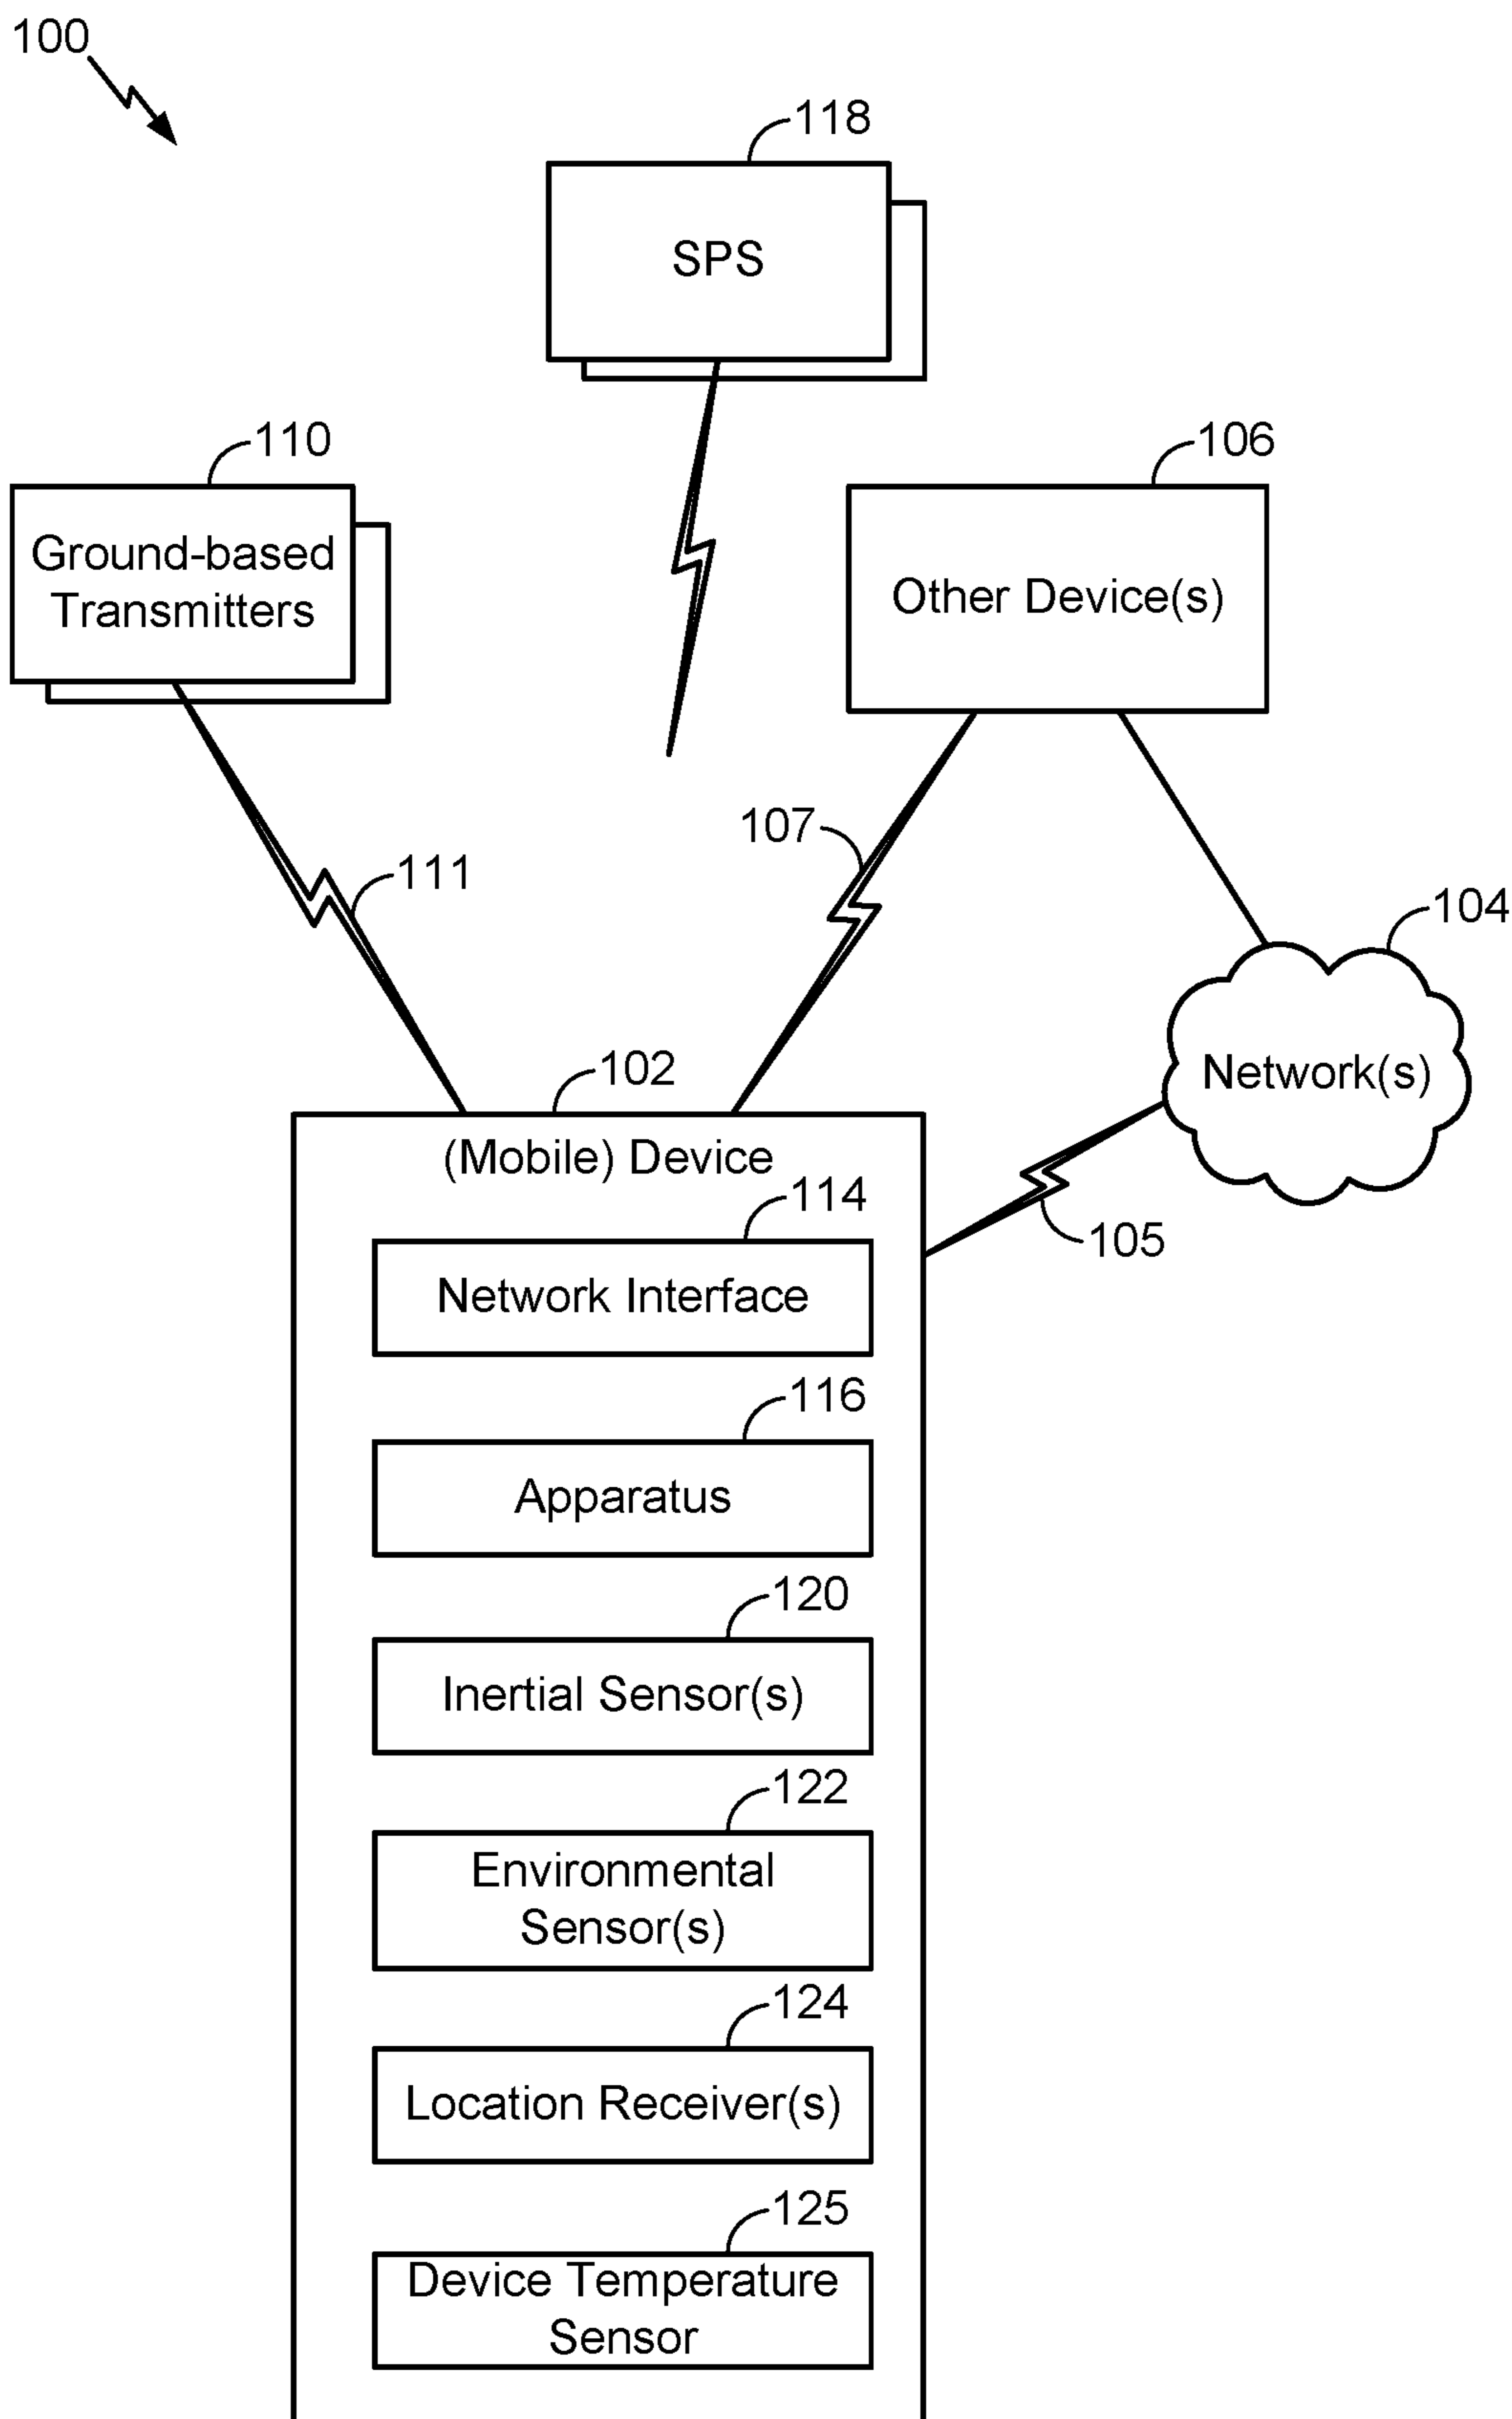 100
118
SPS
110
106
Ground-based
Transmitters
Other Device(s)
107
111
104
102
Network(s)
(Mobile) Device
114
105
Network Interface
116
Apparatus
120
Inertial Sensor(s)
122
Environmental
Sensor(s)
124
Location Receiver(s)
125
Device Temperature
Sensor